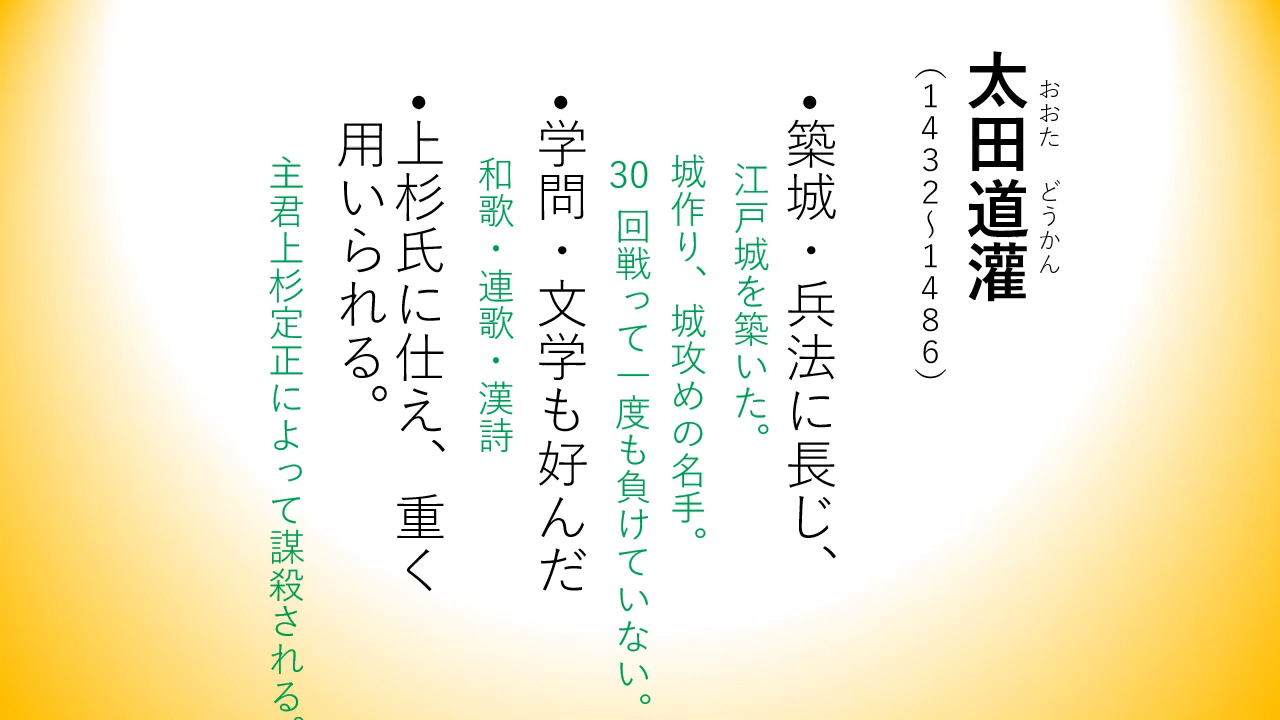 おおた どうかん
太田道灌
（1432～1486）
•築城・兵法に長じ、
江戸城を築いた。
城作り、城攻めの名手。
30回戦って一度も負けていない。
•学問・文学も好んだ
和歌・連歌・漢詩
•上杉氏に仕え、重く
用いられる。
主君上杉定正によって謀殺される。